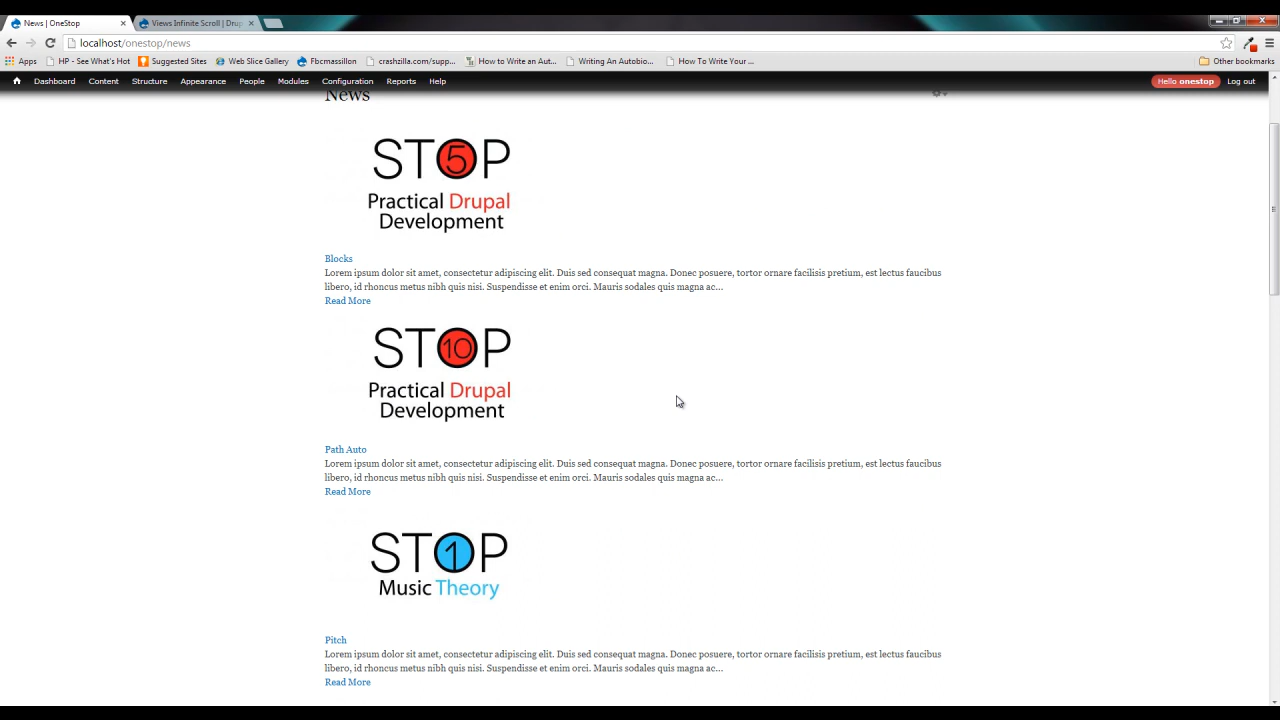 News | OneStop
Views Infinite Scroll | Dru
localhost/onestop/news
Apps
HP - See What's Hot
Suggested Sites
Web Slice Gallery
Fbcmassillon
crashzilla.com/supp...
How to Write an Aut...
Writing An Autobio...
How To Write Your ...
Other bookmarks
Dashboard
Content
Structure
Appearance
People
Modules
Configuration
Reports
Help
Hello onestop
Log out
News
STOP
5
Practical Drupal
Development
Blocks
Lorem ipsum dolor sit amet, consectetur adipiscing elit. Duis sed consequat magna. Donec posuere, tortor ornare facilisis pretium, est lectus faucibus
libero, id rhoncus metus nibh quis nisi. Suspendisse et enim orci. Mauris sodales quis magna ac...
Read More
STOP
10
Practical Drupal
Development
Path Auto
Lorem ipsum dolor sit amet, consectetur adipiscing elit. Duis sed consequat magna. Donec posuere, tortor ornare facilisis pretium, est lectus faucibus
libero, id rhoncus metus nibh quis nisi. Suspendisse et enim orci. Mauris sodales quis magna ac...
Read More
STOP
1
Music Theory
Pitch
Lorem ipsum dolor sit amet, consectetur adipiscing elit. Duis sed consequat magna. Donec posuere, tortor ornare facilisis pretium, est lectus faucibus
libero, id rhoncus metus nibh quis nisi. Suspendisse et enim orci. Mauris sodales quis magna ac...
Read More